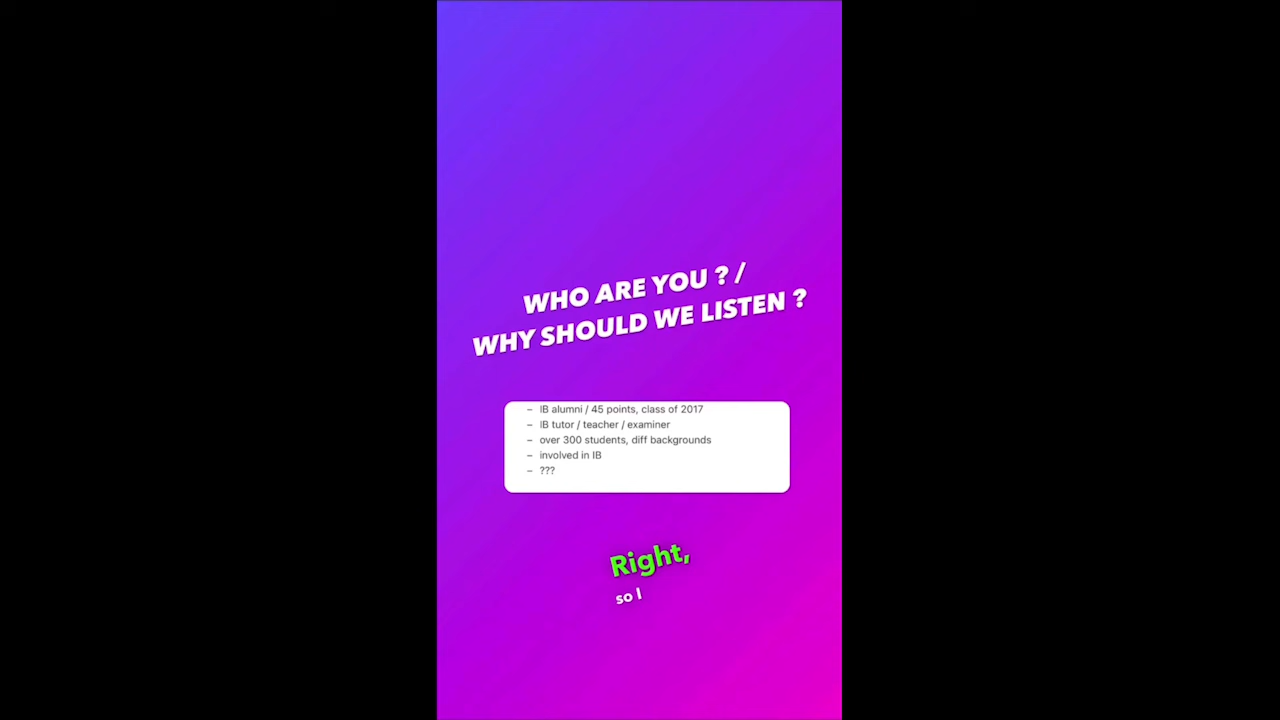 WHO ARE YOU ? /
WHY SHOULD WE LISTEN ?
– IB alumni / 45 points, class of 2017
– IB tutor / teacher / examiner
– over 300 students, diff backgrounds
– involved in IB
– ???
Right,
so I